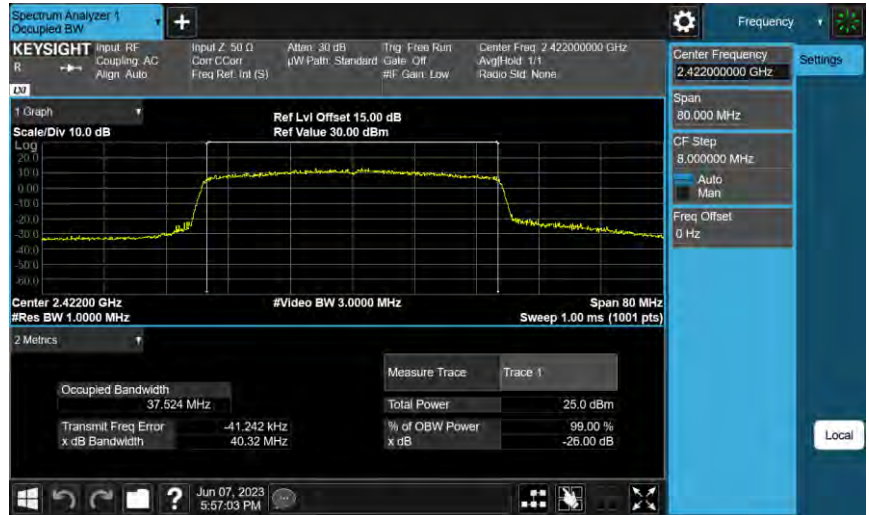 Spectrum Analyzer 1
Occupied BW
Frequency
KEYSIGHT
R
LXI
Input: RF
Coupling: AC
Align: Auto
Input Z: 50 Ω
Corr CCorr
Freq Ref: Int (S)
Atten: 30 dB
µW Path: Standard
Trig: Free Run
Gate: Off
#IF Gain: Low
Center Freq: 2.422000000 GHz
Avg|Hold: 1/1
Radio Std: None
Center Frequency
2.422000000 GHz
Settings
Span
80.000 MHz
CF Step
8.000000 MHz
Auto
Man
Freq Offset
0 Hz
1 Graph
Scale/Div 10.0 dB
Ref Lvl Offset 15.00 dB
Ref Value 30.00 dBm
Log
20.0
10.0
0.00
-10.0
-20.0
-30.0
-40.0
-50.0
-60.0
Center 2.42200 GHz
#Res BW 1.0000 MHz
#Video BW 3.0000 MHz
Span 80 MHz
Sweep 1.00 ms (1001 pts)
2 Metrics
Measure Trace Trace 1
Occupied Bandwidth
37.524 MHz
Total Power 25.0 dBm
Transmit Freq Error -41.242 kHz
% of OBW Power 99.00 %
x dB Bandwidth 40.32 MHz
x dB -26.00 dB
Local
?
Jun 07, 2023
5:57:03 PM